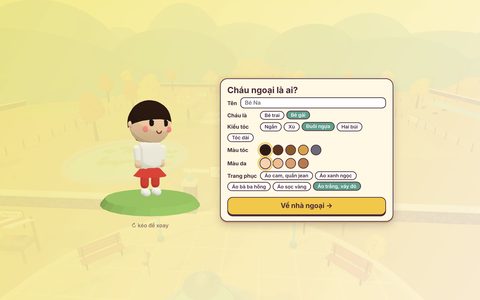 Cháu ngoại là ai?
Tên Bé Na
Cháu là Bé trai Bé gái
Kiểu tóc Ngắn Xù Đuôi ngựa Hai búi
Tóc dài
Màu tóc
Màu da
Trang phục Áo cam, quần jean Áo xanh ngọc
Áo bà ba hồng Áo sọc vàng Áo trắng, váy đỏ
Về nhà ngoại →
↻ kéo để xoay